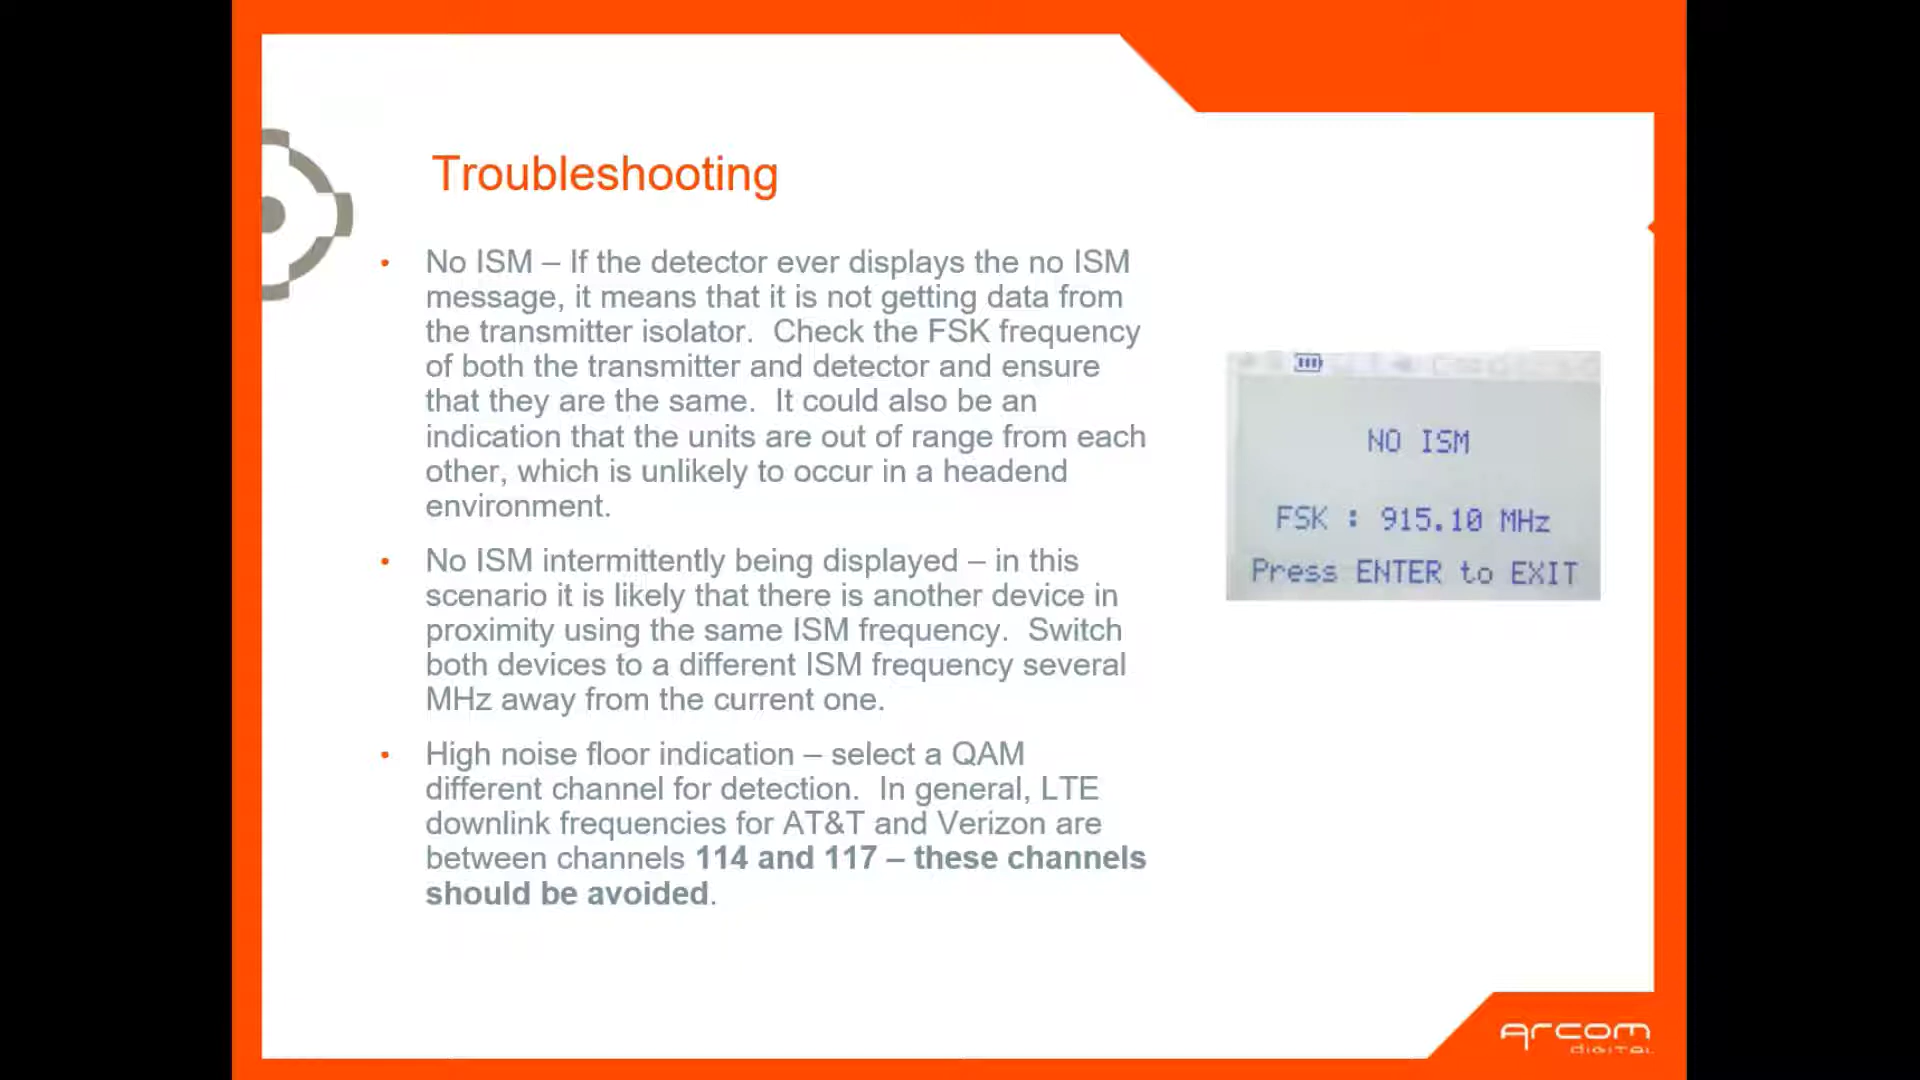 Troubleshooting
• No ISM – If the detector ever displays the no ISM
message, it means that it is not getting data from
the transmitter isolator.  Check the FSK frequency
of both the transmitter and detector and ensure
that they are the same.  It could also be an
indication that the units are out of range from each
other, which is unlikely to occur in a headend
environment.
• No ISM intermittently being displayed – in this
scenario it is likely that there is another device in
proximity using the same ISM frequency.  Switch
both devices to a different ISM frequency several
MHz away from the current one.
• High noise floor indication – select a QAM
different channel for detection.  In general, LTE
downlink frequencies for AT&T and Verizon are
between channels 114 and 117 – these channels
should be avoided.
NO ISM
FSK : 915.10 MHz
Press ENTER to EXIT
arcom
digital